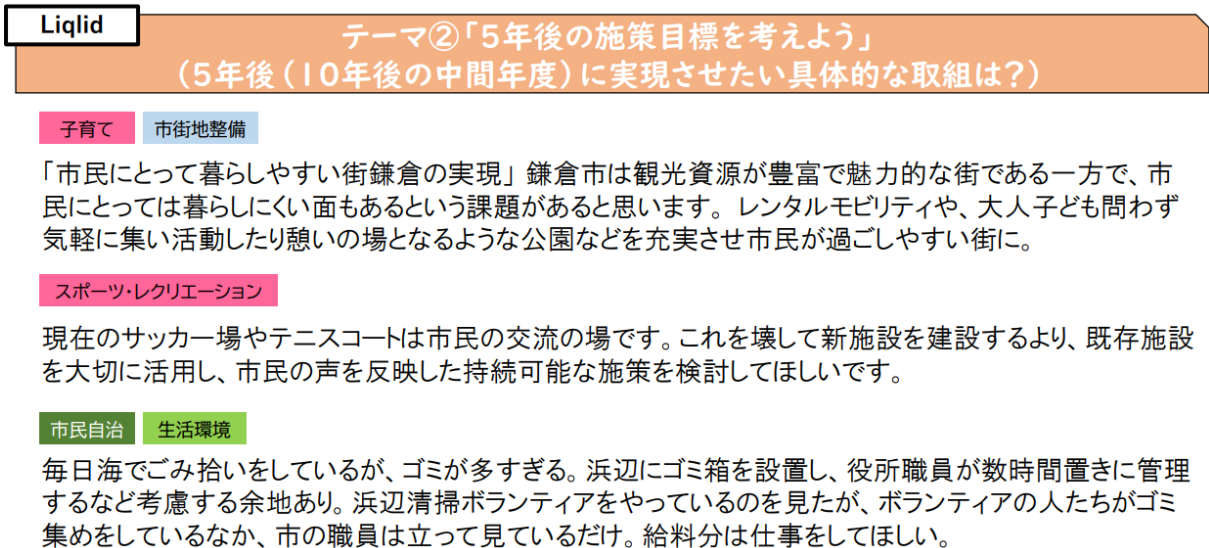 Liqlid
テーマ②「5年後の施策目標を考えよう」
(5年後(10年後の中間年度)に実現させたい具体的な取組は?)
子育て 市街地整備
「市民にとって暮らしやすい街鎌倉の実現」 鎌倉市は観光資源が豊富で魅力的な街である一方で、市
民にとっては暮らしにくい面もあるという課題があると思います。 レンタルモビリティや、大人子ども問わず
気軽に集い活動したり憩いの場となるような公園などを充実させ市民が過ごしやすい街に。
スポーツ・レクリエーション
現在のサッカー場やテニスコートは市民の交流の場です。これを壊して新施設を建設するより、既存施設
を大切に活用し、市民の声を反映した持続可能な施策を検討してほしいです。
市民自治 生活環境
毎日海でごみ拾いをしているが、ゴミが多すぎる。浜辺にゴミ箱を設置し、役所職員が数時間置きに管理
するなど考慮する余地あり。浜辺清掃ボランティアをやっているのを見たが、ボランティアの人たちがゴミ
集めをしているなか、市の職員は立って見ているだけ。給料分は仕事をしてほしい。